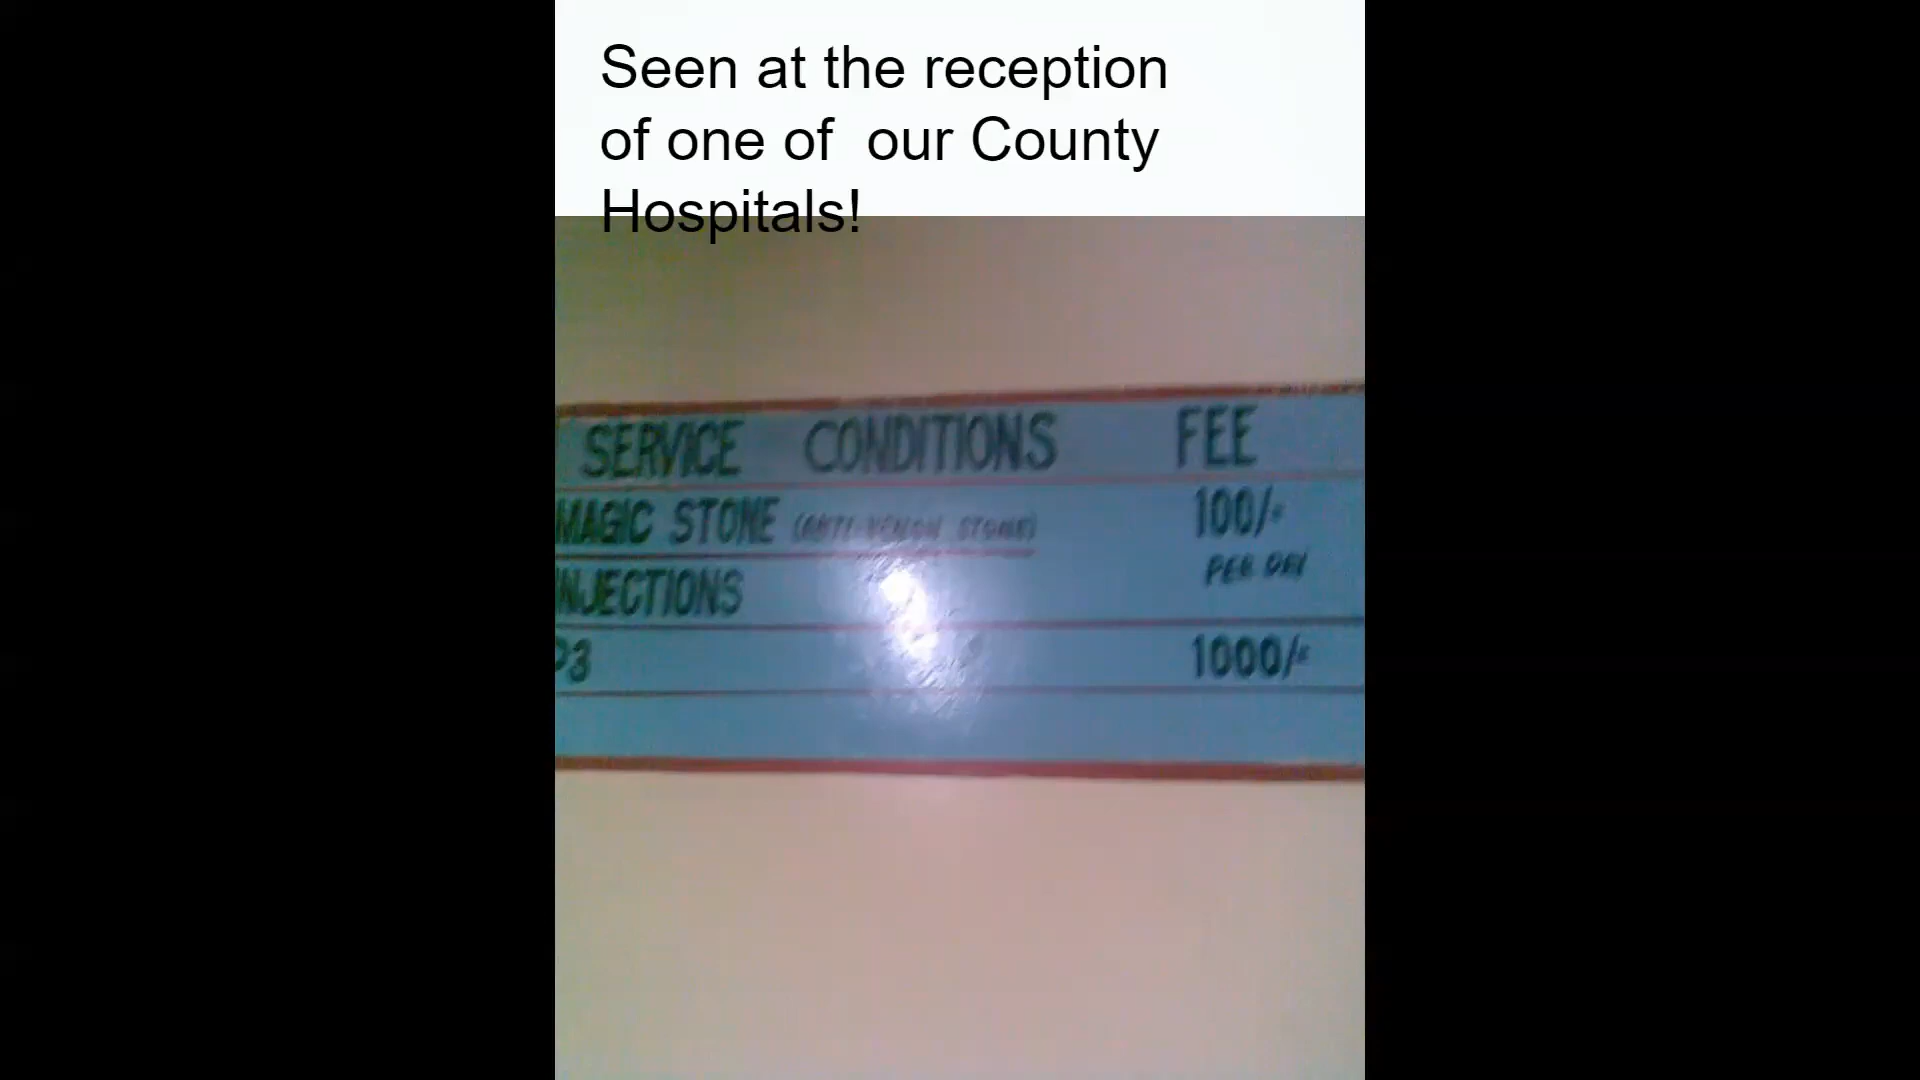 Seen at the reception
of one of our County
Hospitals!
SERVICE CONDITIONS FEE
MAGIC STONE (ANTI-VENOM STONE) 100/=
PER DAY
INJECTIONS
P3 1000/=